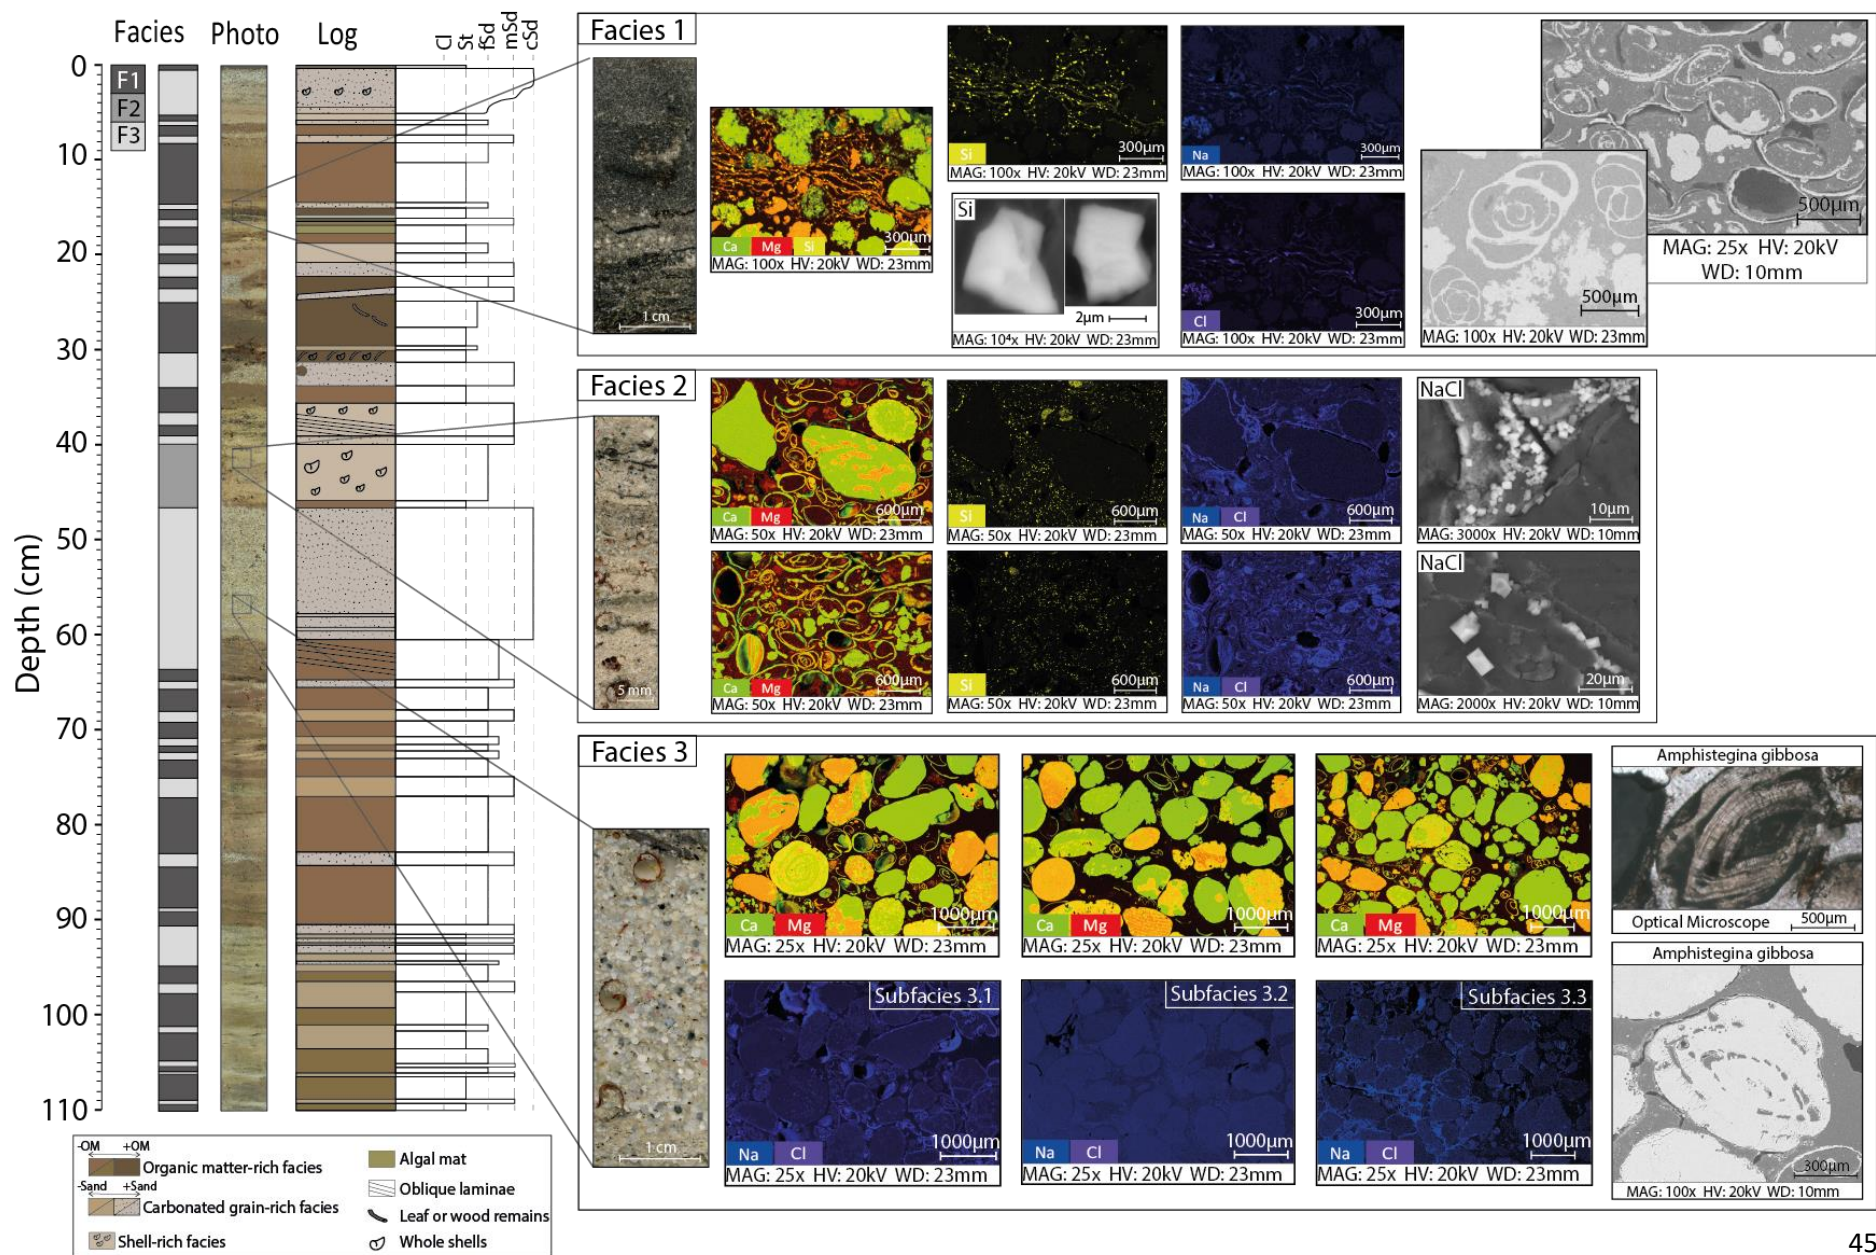 Facies Photo Log
Cl St fSd mSd cSd
Depth (cm)
0
10
20
30
40
50
60
70
80
90
100
110
F1
F2
F3
-OM +OM
Organic matter-rich facies
-Sand +Sand
Carbonated grain-rich facies
Shell-rich facies
Algal mat
Oblique laminae
Leaf or wood remains
Whole shells
Facies 1
1 cm
Ca Mg Si 300µm
MAG: 100x HV: 20kV WD: 23mm
Si 300µm
MAG: 100x HV: 20kV WD: 23mm
Si
2µm
MAG: 10⁴x HV: 20kV WD: 23mm
Na 300µm
MAG: 100x HV: 20kV WD: 23mm
Cl 300µm
MAG: 100x HV: 20kV WD: 23mm
500µm
MAG: 100x HV: 20kV WD: 23mm
500µm
MAG: 25x HV: 20kV
WD: 10mm
Facies 2
5 mm
Ca Mg 600µm
MAG: 50x HV: 20kV WD: 23mm
Si 600µm
MAG: 50x HV: 20kV WD: 23mm
Na Cl 600µm
MAG: 50x HV: 20kV WD: 23mm
NaCl
10µm
MAG: 3000x HV: 20kV WD: 10mm
Ca Mg 600µm
MAG: 50x HV: 20kV WD: 23mm
Si 600µm
MAG: 50x HV: 20kV WD: 23mm
Na Cl 600µm
MAG: 50x HV: 20kV WD: 23mm
NaCl
20µm
MAG: 2000x HV: 20kV WD: 10mm
Facies 3
1 cm
Ca Mg 1000µm
MAG: 25x HV: 20kV WD: 23mm
Ca Mg 1000µm
MAG: 25x HV: 20kV WD: 23mm
Ca Mg 1000µm
MAG: 25x HV: 20kV WD: 23mm
Amphistegina gibbosa
Optical Microscope 500µm
Subfacies 3.1
Na Cl 1000µm
MAG: 25x HV: 20kV WD: 23mm
Subfacies 3.2
Na Cl 1000µm
MAG: 25x HV: 20kV WD: 23mm
Subfacies 3.3
Na Cl 1000µm
MAG: 25x HV: 20kV WD: 23mm
Amphistegina gibbosa
300µm
MAG: 100x HV: 20kV WD: 10mm
45